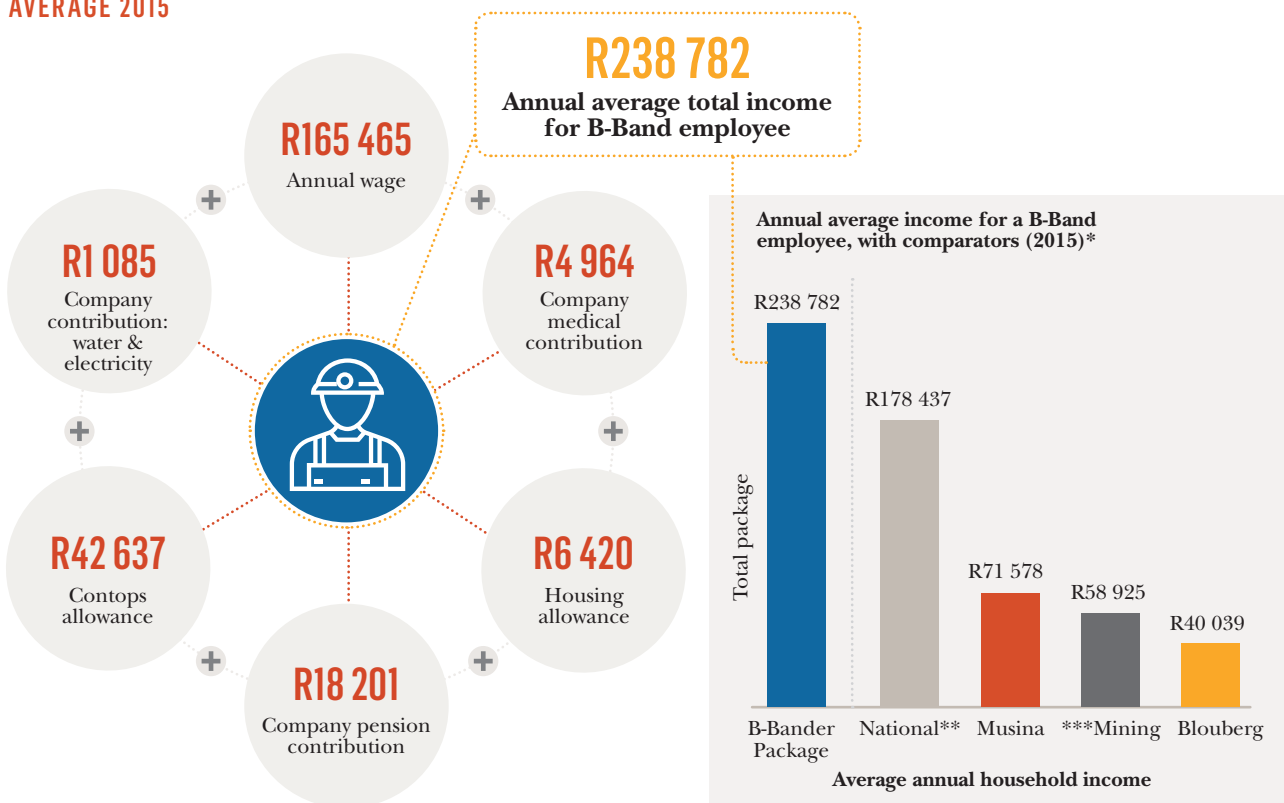 AVERAGE 2015
R238 782
Annual average total income
for B-Band employee
R165 465
Annual wage
R1 085
Company
contribution:
water &
electricity
R4 964
Company
medical
contribution
R42 637
Contops
allowance
R6 420
Housing
allowance
R18 201
Company pension
contribution
Annual average income for a B-Band
employee, with comparators (2015)*
R238 782
R178 437
R71 578
R58 925
R40 039
Total package
B-Bander
Package
National**
Musina
***Mining
Blouberg
Average annual household income